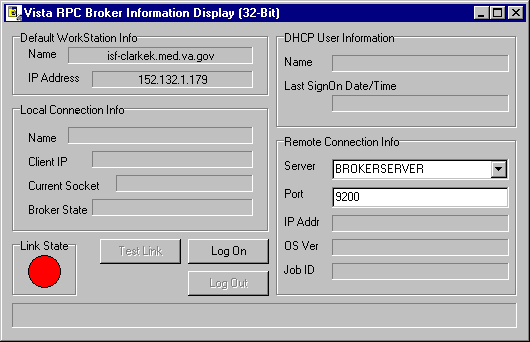 Vista RPC Broker Information Display (32-Bit)
Default WorkStation Info
Name isf-clarkek.med.va.gov
IP Address 152.132.1.179
DHCP User Information
Name
Last SignOn Date/Time
Local Connection Info
Name
Client IP
Current Socket
Broker State
Remote Connection Info
Server BROKERSERVER
Port 9200
IP Addr
OS Ver
Job ID
Link State
Test Link Log On
Log Out